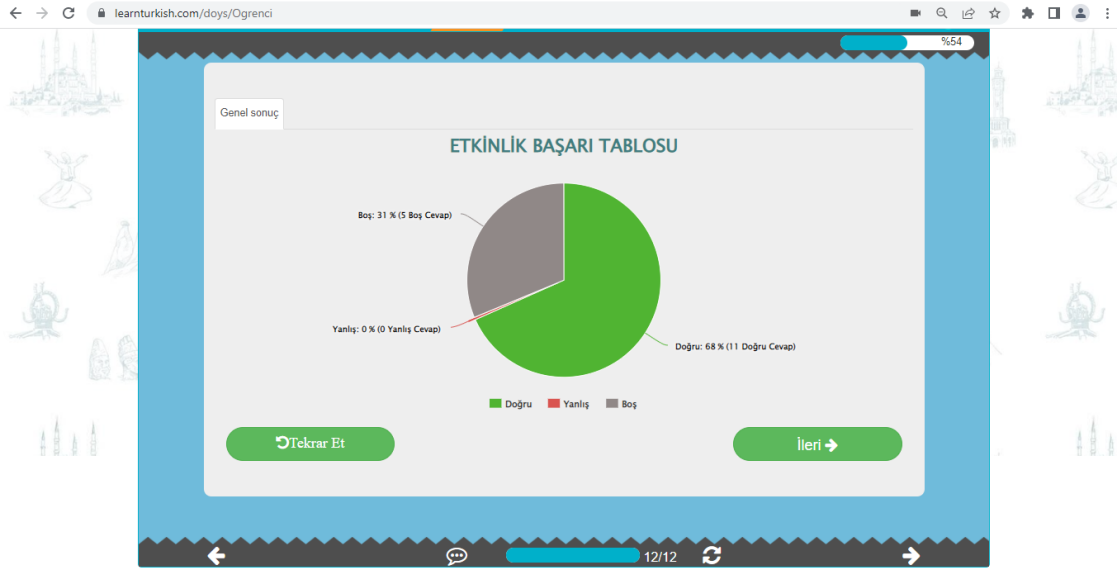 learnturkish.com/doys/Ogrenci
%54
Genel sonuç
ETKİNLİK BAŞARI TABLOSU
Boş: 31 % (5 Boş Cevap)
Yanlış: 0 % (0 Yanlış Cevap)
Doğru: 68 % (11 Doğru Cevap)
Doğru Yanlış Boş
Tekrar Et
İleri
12/12